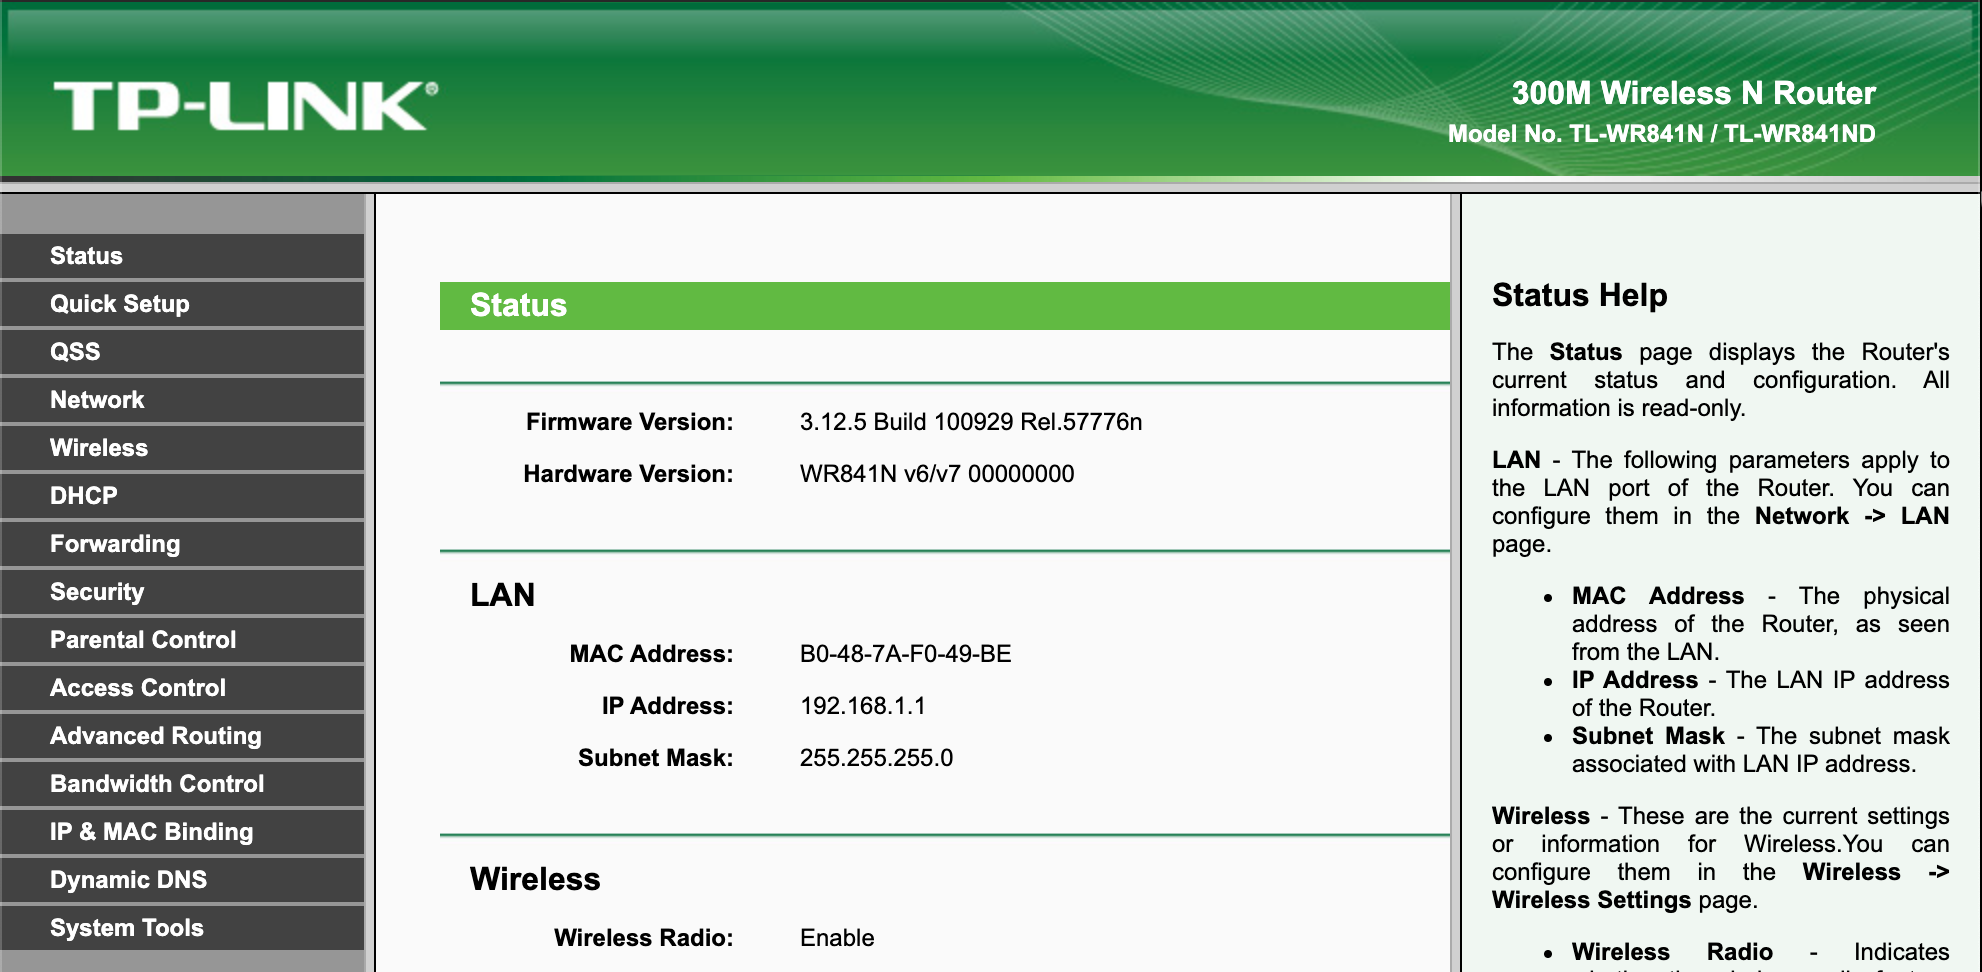 TP-LINK®
300M Wireless N Router
Model No. TL-WR841N / TL-WR841ND
Status
Quick Setup
QSS
Network
Wireless
DHCP
Forwarding
Security
Parental Control
Access Control
Advanced Routing
Bandwidth Control
IP & MAC Binding
Dynamic DNS
System Tools
Status
Firmware Version: 3.12.5 Build 100929 Rel.57776n
Hardware Version: WR841N v6/v7 00000000
LAN
MAC Address: B0-48-7A-F0-49-BE
IP Address: 192.168.1.1
Subnet Mask: 255.255.255.0
Wireless
Wireless Radio: Enable
Status Help
The Status page displays the Router's
current status and configuration. All
information is read-only.
LAN - The following parameters apply to
the LAN port of the Router. You can
configure them in the Network -> LAN
page.
• MAC Address - The physical
address of the Router, as seen
from the LAN.
• IP Address - The LAN IP address
of the Router.
• Subnet Mask - The subnet mask
associated with LAN IP address.
Wireless - These are the current settings
or information for Wireless.You can
configure them in the Wireless ->
Wireless Settings page.
• Wireless Radio - Indicates